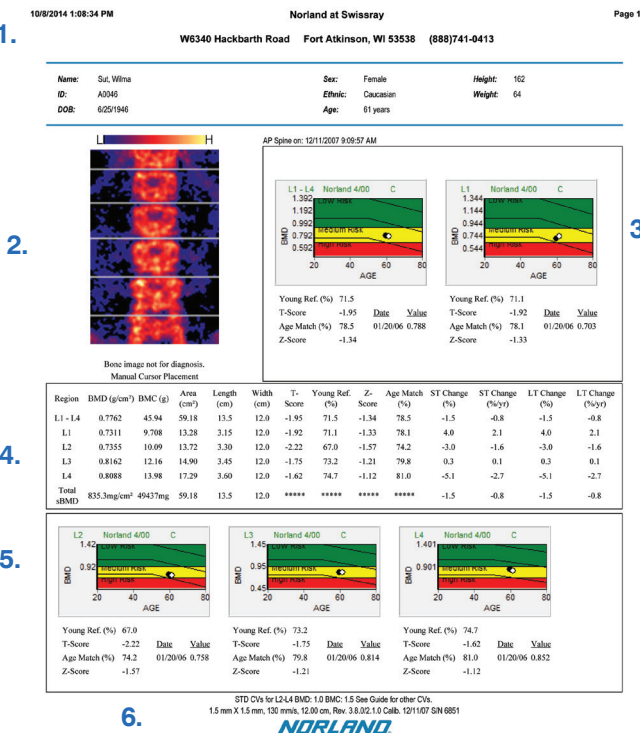 10/8/2014 1:08:34 PM Norland at Swissray Page 1
1.
W6340 Hackbarth Road Fort Atkinson, WI 53538 (888)741-0413
Name: Sut, Wilma Sex: Female Height: 162
ID: A0046 Ethnic: Caucasian Weight: 64
DOB: 6/25/1946 Age: 61 years
L H
AP Spine on: 12/11/2007 9:09:57 AM
2.
3
L1 - L4 Norland 4/00 C
1.392
1.192
0.992
0.792
0.592
BMD
Low Risk
Medium Risk
High Risk
20 40 60 80
AGE
Young Ref. (%) 71.5
T-Score -1.95 Date Value
Age Match (%) 78.5 01/20/06 0.788
Z-Score -1.34
L1 Norland 4/00 C
1.344
1.144
0.944
0.744
0.544
BMD
Low Risk
Medium Risk
High Risk
20 40 60 80
AGE
Young Ref. (%) 71.1
T-Score -1.92 Date Value
Age Match (%) 78.1 01/20/06 0.703
Z-Score -1.33
Bone image not for diagnosis.
Manual Cursor Placement
4.
Region BMD (g/cm²) BMC (g) Area (cm²) Length (cm) Width (cm) T-Score Young Ref. (%) Z-Score Age Match (%) ST Change (%) ST Change (%/yr) LT Change (%) LT Change (%/yr)
L1 - L4 0.7762 45.94 59.18 13.5 12.0 -1.95 71.5 -1.34 78.5 -1.5 -0.8 -1.5 -0.8
L1 0.7311 9.708 13.28 3.15 12.0 -1.92 71.1 -1.33 78.1 4.0 2.1 4.0 2.1
L2 0.7355 10.09 13.72 3.30 12.0 -2.22 67.0 -1.57 74.2 -3.0 -1.6 -3.0 -1.6
L3 0.8162 12.16 14.90 3.45 12.0 -1.75 73.2 -1.21 79.8 0.3 0.1 0.3 0.1
L4 0.8088 13.98 17.29 3.60 12.0 -1.62 74.7 -1.12 81.0 -5.1 -2.7 -5.1 -2.7
Total sBMD 835.3mg/cm² 49437mg 59.18 13.5 12.0 ***** ***** ***** ***** -1.5 -0.8 -1.5 -0.8
5.
L2 Norland 4/00 C
1.42
0.92
BMD
Low Risk
Medium Risk
High Risk
20 40 60 80
AGE
Young Ref. (%) 67.0
T-Score -2.22 Date Value
Age Match (%) 74.2 01/20/06 0.758
Z-Score -1.57
L3 Norland 4/00 C
1.45
0.95
0.45
BMD
Low Risk
Medium Risk
High Risk
20 40 60 80
AGE
Young Ref. (%) 73.2
T-Score -1.75 Date Value
Age Match (%) 79.8 01/20/06 0.814
Z-Score -1.21
L4 Norland 4/00 C
1.401
0.901
BMD
Low Risk
Medium Risk
High Risk
20 40 60 80
AGE
Young Ref. (%) 74.7
T-Score -1.62 Date Value
Age Match (%) 81.0 01/20/06 0.852
Z-Score -1.12
6.
STD CVs for L2-L4 BMD: 1.0 BMC: 1.5 See Guide for other CVs.
1.5 mm X 1.5 mm, 130 mm/s, 12.00 cm, Rev. 3.8.0/2.1.0 Calib. 12/11/07 S/N 6851
NORLAND